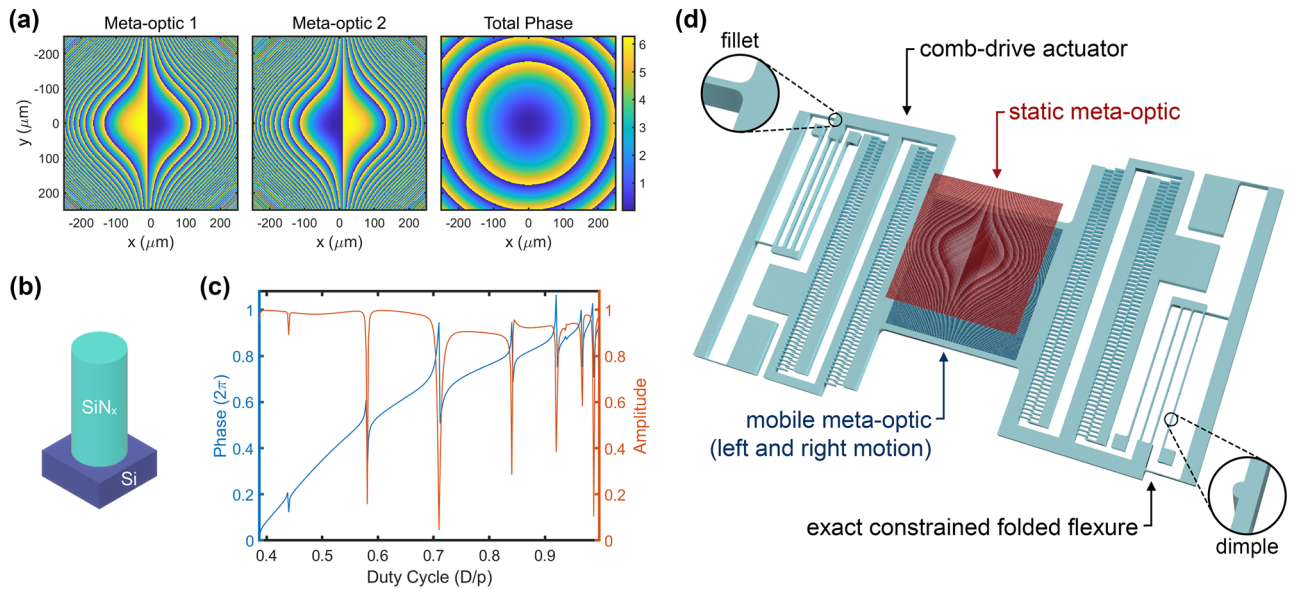 (a)
Meta-optic 1
Meta-optic 2
Total Phase
-200
-100
0
100
200
y (μm)
-200 -100 0 100 200
x (μm)
-200 -100 0 100 200
x (μm)
-200 -100 0 100 200
x (μm)
6
5
4
3
2
1
(b)
SiNₓ
Si
(c)
1
0.8
0.6
0.4
0.2
0
Phase (2π)
1
0.8
0.6
0.4
0.2
0
Amplitude
0.4 0.5 0.6 0.7 0.8 0.9
Duty Cycle (D/p)
(d)
fillet
comb-drive actuator
static meta-optic
mobile meta-optic
(left and right motion)
exact constrained folded flexure
dimple